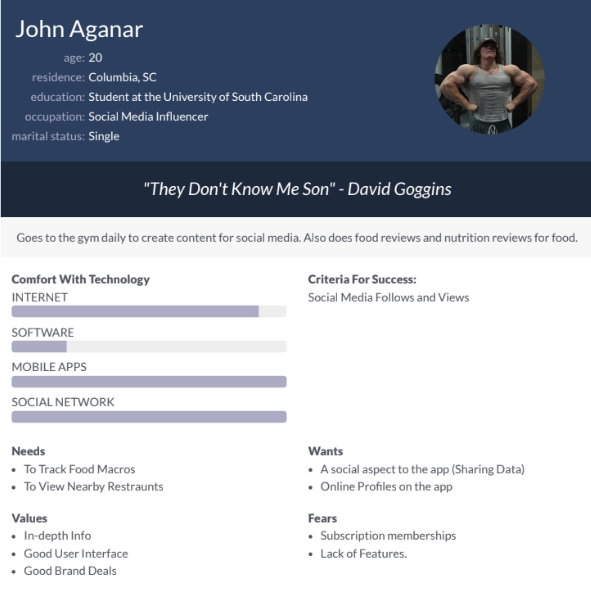 John Aganar
age: 20
residence: Columbia, SC
education: Student at the University of South Carolina
occupation: Social Media Influencer
marital status: Single
"They Don't Know Me Son" - David Goggins
Goes to the gym daily to create content for social media. Also does food reviews and nutrition reviews for food.
Comfort With Technology
INTERNET
SOFTWARE
MOBILE APPS
SOCIAL NETWORK
Criteria For Success:
Social Media Follows and Views
Needs
• To Track Food Macros
• To View Nearby Restraunts
Wants
• A social aspect to the app (Sharing Data)
• Online Profiles on the app
Values
• In-depth Info
• Good User Interface
• Good Brand Deals
Fears
• Subscription memberships
• Lack of Features.